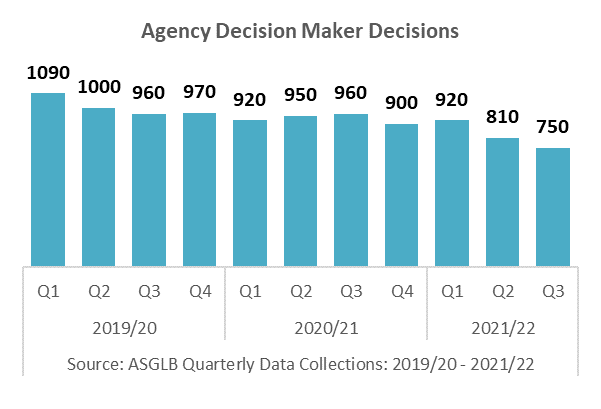 Agency Decision Maker Decisions
1090 1000 960 970 920 950 960 900 920 810 750
Q1 Q2 Q3 Q4 Q1 Q2 Q3 Q4 Q1 Q2 Q3
2019/20 2020/21 2021/22
Source: ASGLB Quarterly Data Collections: 2019/20 - 2021/22